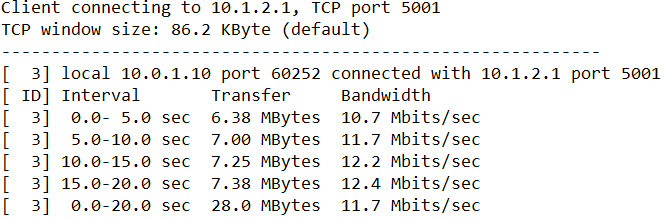 Client connecting to 10.1.2.1, TCP port 5001
TCP window size: 86.2 KByte (default)
------------------------------------------------------------
[  3] local 10.0.1.10 port 60252 connected with 10.1.2.1 port 5001
[ ID] Interval       Transfer     Bandwidth
[  3]  0.0- 5.0 sec  6.38 MBytes  10.7 Mbits/sec
[  3]  5.0-10.0 sec  7.00 MBytes  11.7 Mbits/sec
[  3] 10.0-15.0 sec  7.25 MBytes  12.2 Mbits/sec
[  3] 15.0-20.0 sec  7.38 MBytes  12.4 Mbits/sec
[  3]  0.0-20.0 sec  28.0 MBytes  11.7 Mbits/sec